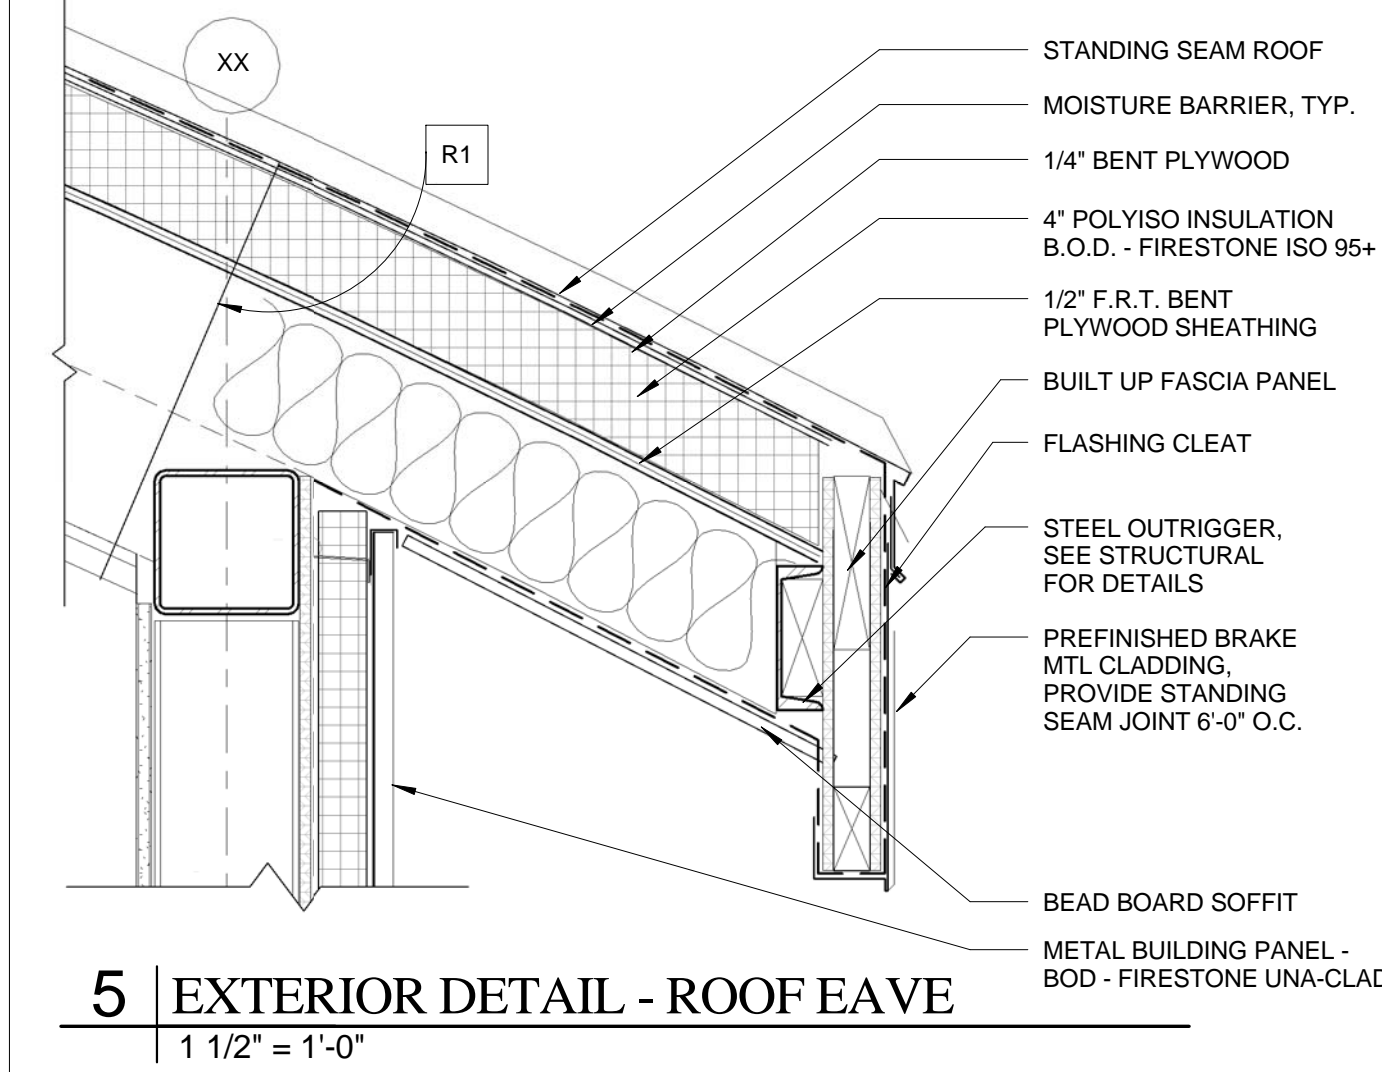 XX
R1
STANDING SEAM ROOF
MOISTURE BARRIER, TYP.
1/4" BENT PLYWOOD
4" POLYISO INSULATION
B.O.D. - FIRESTONE ISO 95+
1/2" F.R.T. BENT
PLYWOOD SHEATHING
BUILT UP FASCIA PANEL
FLASHING CLEAT
STEEL OUTRIGGER,
SEE STRUCTURAL
FOR DETAILS
PREFINISHED BRAKE
MTL CLADDING,
PROVIDE STANDING
SEAM JOINT 6'-0" O.C.
BEAD BOARD SOFFIT
METAL BUILDING PANEL -
BOD - FIRESTONE UNA-CLAD
5
EXTERIOR DETAIL - ROOF EAVE
1 1/2" = 1'-0"